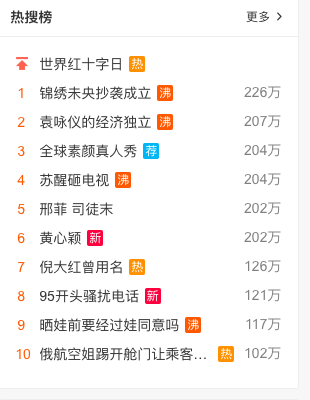 热搜榜 更多
世界红十字日 热
1 锦绣未央抄袭成立 沸 226万
2 袁咏仪的经济独立 沸 207万
3 全球素颜真人秀 荐 204万
4 苏醒砸电视 沸 204万
5 邢菲 司徒末 202万
6 黄心颖 新 202万
7 倪大红曾用名 热 126万
8 95开头骚扰电话 新 121万
9 晒娃前要经过娃同意吗 沸 117万
10 俄航空姐踢开舱门让乘客... 热 102万